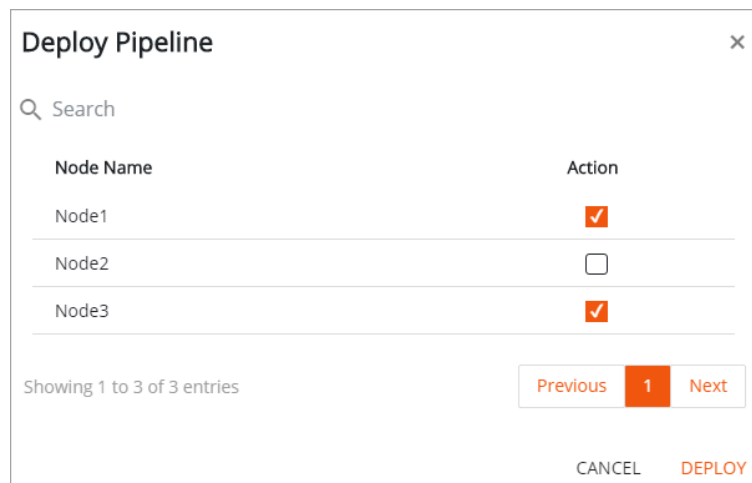 Deploy Pipeline
Search
Node Name Action
Node1
Node2
Node3
Showing 1 to 3 of 3 entries Previous 1 Next
CANCEL DEPLOY